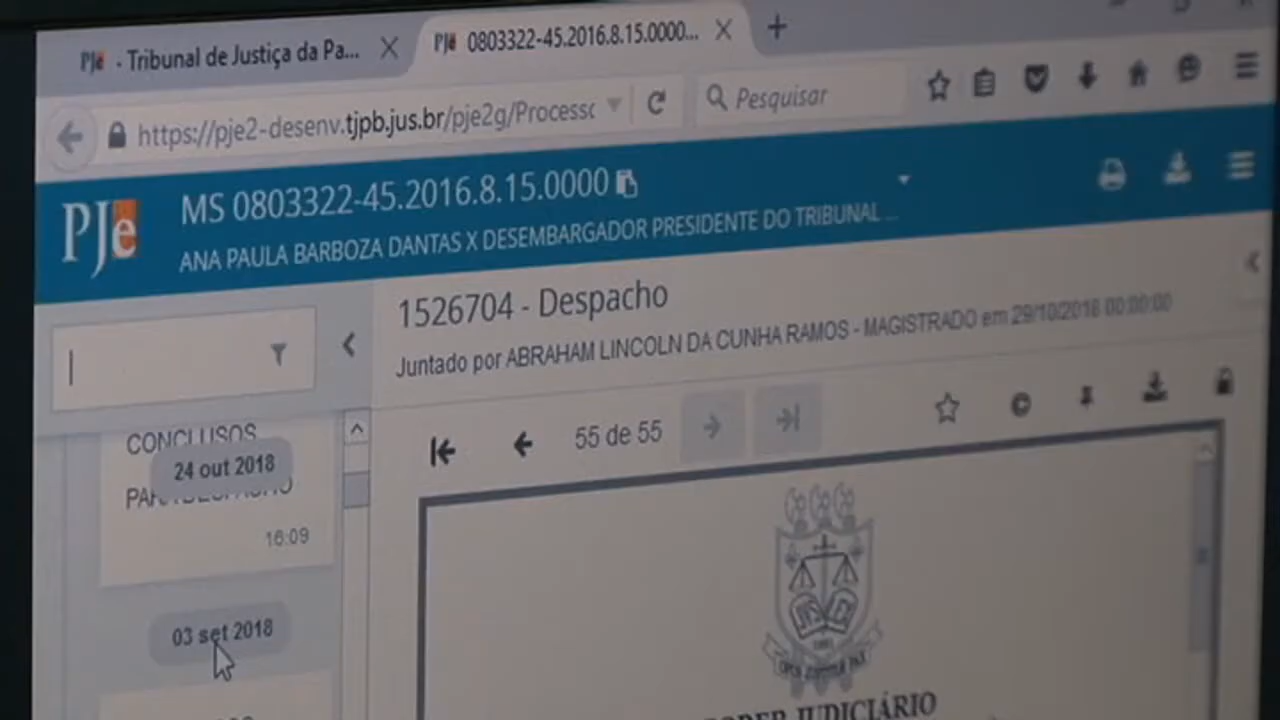 PJe - Tribunal de Justiça da Pa...
PJe 0803322-45.2016.8.15.0000...
https://pje2-desenv.tjpb.jus.br/pje2g/Processo
Pesquisar
PJe
MS 0803322-45.2016.8.15.0000
ANA PAULA BARBOZA DANTAS X DESEMBARGADOR PRESIDENTE DO TRIBUNAL ...
1526704 - Despacho
Juntado por ABRAHAM LINCOLN DA CUNHA RAMOS - MAGISTRADO em 29/10/2018 00:00:00
55 de 55
CONCLUSOS
24 out 2018
16:09
03 set 2018
PODER JUDICIÁRIO